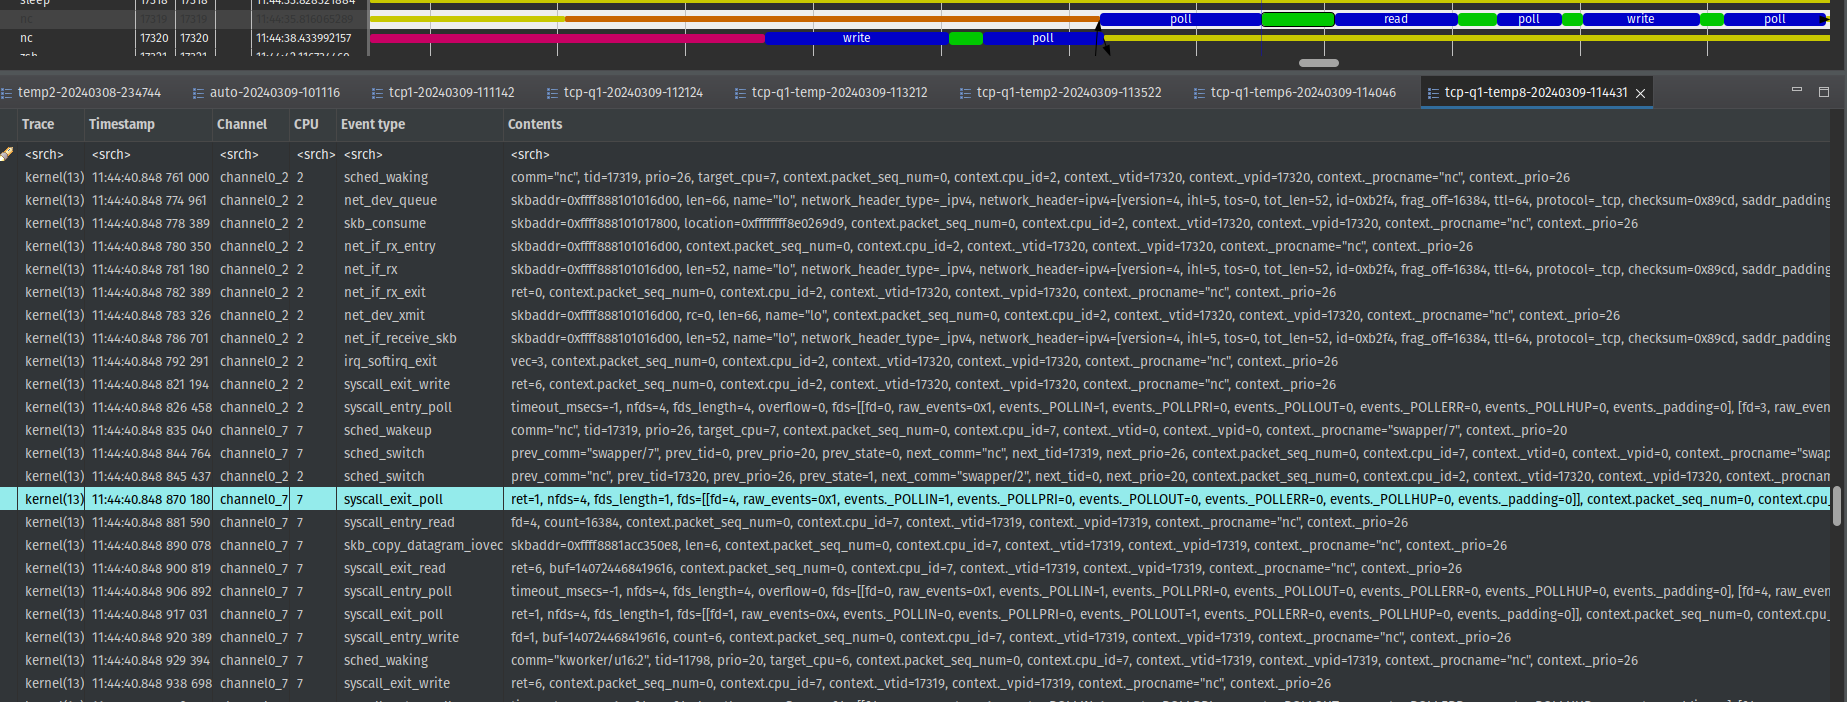 sleep 17318 17318 11:44:35.828521884
nc 17319 17319 11:44:35.816065289 poll read poll write poll
nc 17320 17320 11:44:38.433992157 write poll
temp2-20240308-234744 auto-20240309-101116 tcp1-20240309-111142 tcp-q1-20240309-112124 tcp-q1-temp-20240309-113212 tcp-q1-temp2-20240309-113522 tcp-q1-temp6-20240309-114046 tcp-q1-temp8-20240309-114431
Trace Timestamp Channel CPU Event type Contents
<srch> <srch> <srch> <srch> <srch> <srch>
kernel(13) 11:44:40.848 761 000 channel0_2 2 sched_waking comm="nc", tid=17319, prio=26, target_cpu=7, context.packet_seq_num=0, context.cpu_id=2, context._vtid=17320, context._vpid=17320, context._procname="nc", context._prio=26
kernel(13) 11:44:40.848 774 961 channel0_2 2 net_dev_queue skbaddr=0xffff888101016d00, len=66, name="lo", network_header_type=_ipv4, network_header=ipv4=[version=4, ihl=5, tos=0, tot_len=52, id=0xb2f4, frag_off=16384, ttl=64, protocol=_tcp, checksum=0x89cd, saddr_padding
kernel(13) 11:44:40.848 778 389 channel0_2 2 skb_consume skbaddr=0xffff888101017800, location=0xffffffff8e0269d9, context.packet_seq_num=0, context.cpu_id=2, context._vtid=17320, context._vpid=17320, context._procname="nc", context._prio=26
kernel(13) 11:44:40.848 780 350 channel0_2 2 net_if_rx_entry skbaddr=0xffff888101016d00, context.packet_seq_num=0, context.cpu_id=2, context._vtid=17320, context._vpid=17320, context._procname="nc", context._prio=26
kernel(13) 11:44:40.848 781 180 channel0_2 2 net_if_rx skbaddr=0xffff888101016d00, len=52, name="lo", network_header_type=_ipv4, network_header=ipv4=[version=4, ihl=5, tos=0, tot_len=52, id=0xb2f4, frag_off=16384, ttl=64, protocol=_tcp, checksum=0x89cd, saddr_padding
kernel(13) 11:44:40.848 782 389 channel0_2 2 net_if_rx_exit ret=0, context.packet_seq_num=0, context.cpu_id=2, context._vtid=17320, context._vpid=17320, context._procname="nc", context._prio=26
kernel(13) 11:44:40.848 783 326 channel0_2 2 net_dev_xmit skbaddr=0xffff888101016d00, rc=0, len=66, name="lo", context.packet_seq_num=0, context.cpu_id=2, context._vtid=17320, context._vpid=17320, context._procname="nc", context._prio=26
kernel(13) 11:44:40.848 786 701 channel0_2 2 net_if_receive_skb skbaddr=0xffff888101016d00, len=52, name="lo", network_header_type=_ipv4, network_header=ipv4=[version=4, ihl=5, tos=0, tot_len=52, id=0xb2f4, frag_off=16384, ttl=64, protocol=_tcp, checksum=0x89cd, saddr_padding
kernel(13) 11:44:40.848 792 291 channel0_2 2 irq_softirq_exit vec=3, context.packet_seq_num=0, context.cpu_id=2, context._vtid=17320, context._vpid=17320, context._procname="nc", context._prio=26
kernel(13) 11:44:40.848 821 194 channel0_2 2 syscall_exit_write ret=6, context.packet_seq_num=0, context.cpu_id=2, context._vtid=17320, context._vpid=17320, context._procname="nc", context._prio=26
kernel(13) 11:44:40.848 826 458 channel0_2 2 syscall_entry_poll timeout_msecs=-1, nfds=4, fds_length=4, overflow=0, fds=[[fd=0, raw_events=0x1, events._POLLIN=1, events._POLLPRI=0, events._POLLOUT=0, events._POLLERR=0, events._POLLHUP=0, events._padding=0], [fd=3, raw_even
kernel(13) 11:44:40.848 835 040 channel0_7 7 sched_wakeup comm="nc", tid=17319, prio=26, target_cpu=7, context.packet_seq_num=0, context.cpu_id=7, context._vtid=0, context._vpid=0, context._procname="swapper/7", context._prio=20
kernel(13) 11:44:40.848 844 764 channel0_7 7 sched_switch prev_comm="swapper/7", prev_tid=0, prev_prio=20, prev_state=0, next_comm="nc", next_tid=17319, next_prio=26, context.packet_seq_num=0, context.cpu_id=7, context._vtid=0, context._vpid=0, context._procname="swap
kernel(13) 11:44:40.848 845 437 channel0_2 2 sched_switch prev_comm="nc", prev_tid=17320, prev_prio=26, prev_state=1, next_comm="swapper/2", next_tid=0, next_prio=20, context.packet_seq_num=0, context.cpu_id=2, context._vtid=17320, context._vpid=17320, context._procnam
kernel(13) 11:44:40.848 870 180 channel0_7 7 syscall_exit_poll ret=1, nfds=4, fds_length=1, fds=[[fd=4, raw_events=0x1, events._POLLIN=1, events._POLLPRI=0, events._POLLOUT=0, events._POLLERR=0, events._POLLHUP=0, events._padding=0]], context.packet_seq_num=0, context.cpu_
kernel(13) 11:44:40.848 881 590 channel0_7 7 syscall_entry_read fd=4, count=16384, context.packet_seq_num=0, context.cpu_id=7, context._vtid=17319, context._vpid=17319, context._procname="nc", context._prio=26
kernel(13) 11:44:40.848 890 078 channel0_7 7 skb_copy_datagram_iovec skbaddr=0xffff8881acc350e8, len=6, context.packet_seq_num=0, context.cpu_id=7, context._vtid=17319, context._vpid=17319, context._procname="nc", context._prio=26
kernel(13) 11:44:40.848 900 819 channel0_7 7 syscall_exit_read ret=6, buf=140724468419616, context.packet_seq_num=0, context.cpu_id=7, context._vtid=17319, context._vpid=17319, context._procname="nc", context._prio=26
kernel(13) 11:44:40.848 906 892 channel0_7 7 syscall_entry_poll timeout_msecs=-1, nfds=4, fds_length=4, overflow=0, fds=[[fd=0, raw_events=0x1, events._POLLIN=1, events._POLLPRI=0, events._POLLOUT=0, events._POLLERR=0, events._POLLHUP=0, events._padding=0], [fd=4, raw_even
kernel(13) 11:44:40.848 917 031 channel0_7 7 syscall_exit_poll ret=1, nfds=4, fds_length=1, fds=[[fd=1, raw_events=0x4, events._POLLIN=0, events._POLLPRI=0, events._POLLOUT=1, events._POLLERR=0, events._POLLHUP=0, events._padding=0]], context.packet_seq_num=0, context.cpu_
kernel(13) 11:44:40.848 920 389 channel0_7 7 syscall_entry_write fd=1, buf=140724468419616, count=6, context.packet_seq_num=0, context.cpu_id=7, context._vtid=17319, context._vpid=17319, context._procname="nc", context._prio=26
kernel(13) 11:44:40.848 929 394 channel0_7 7 sched_waking comm="kworker/u16:2", tid=11798, prio=20, target_cpu=6, context.packet_seq_num=0, context.cpu_id=7, context._vtid=17319, context._vpid=17319, context._procname="nc", context._prio=26
kernel(13) 11:44:40.848 938 698 channel0_7 7 syscall_exit_write ret=6, context.packet_seq_num=0, context.cpu_id=7, context._vtid=17319, context._vpid=17319, context._procname="nc", context._prio=26